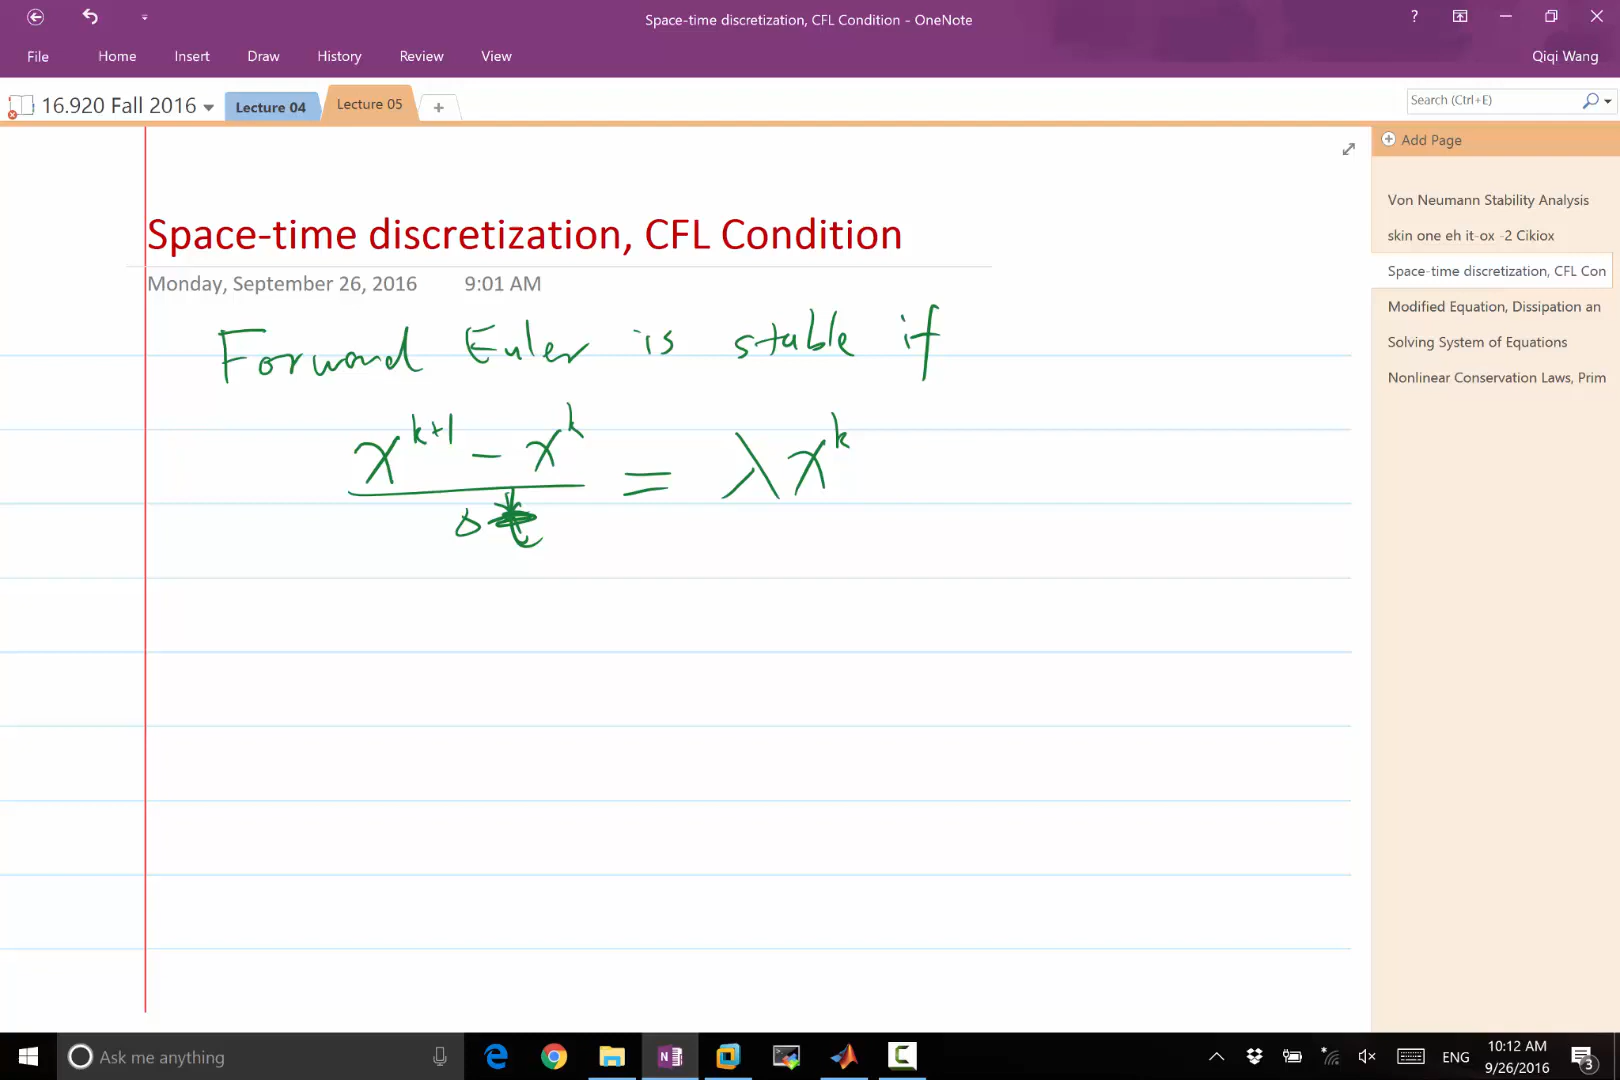 Space-time discretization, CFL Condition - OneNote
?
File Home Insert Draw History Review View
Qiqi Wang
16.920 Fall 2016
Lecture 04
Lecture 05
+
Search (Ctrl+E)
Add Page
Von Neumann Stability Analysis
skin one eh it-ox -2 Cikiox
Space-time discretization, CFL Con
Modified Equation, Dissipation an
Solving System of Equations
Nonlinear Conservation Laws, Prim
Space-time discretization, CFL Condition
Monday, September 26, 2016 9:01 AM
Forward Euler is stable if
x^{k+1} - x^k = λx^k
Δt
Ask me anything
ENG
10:12 AM
9/26/2016
3